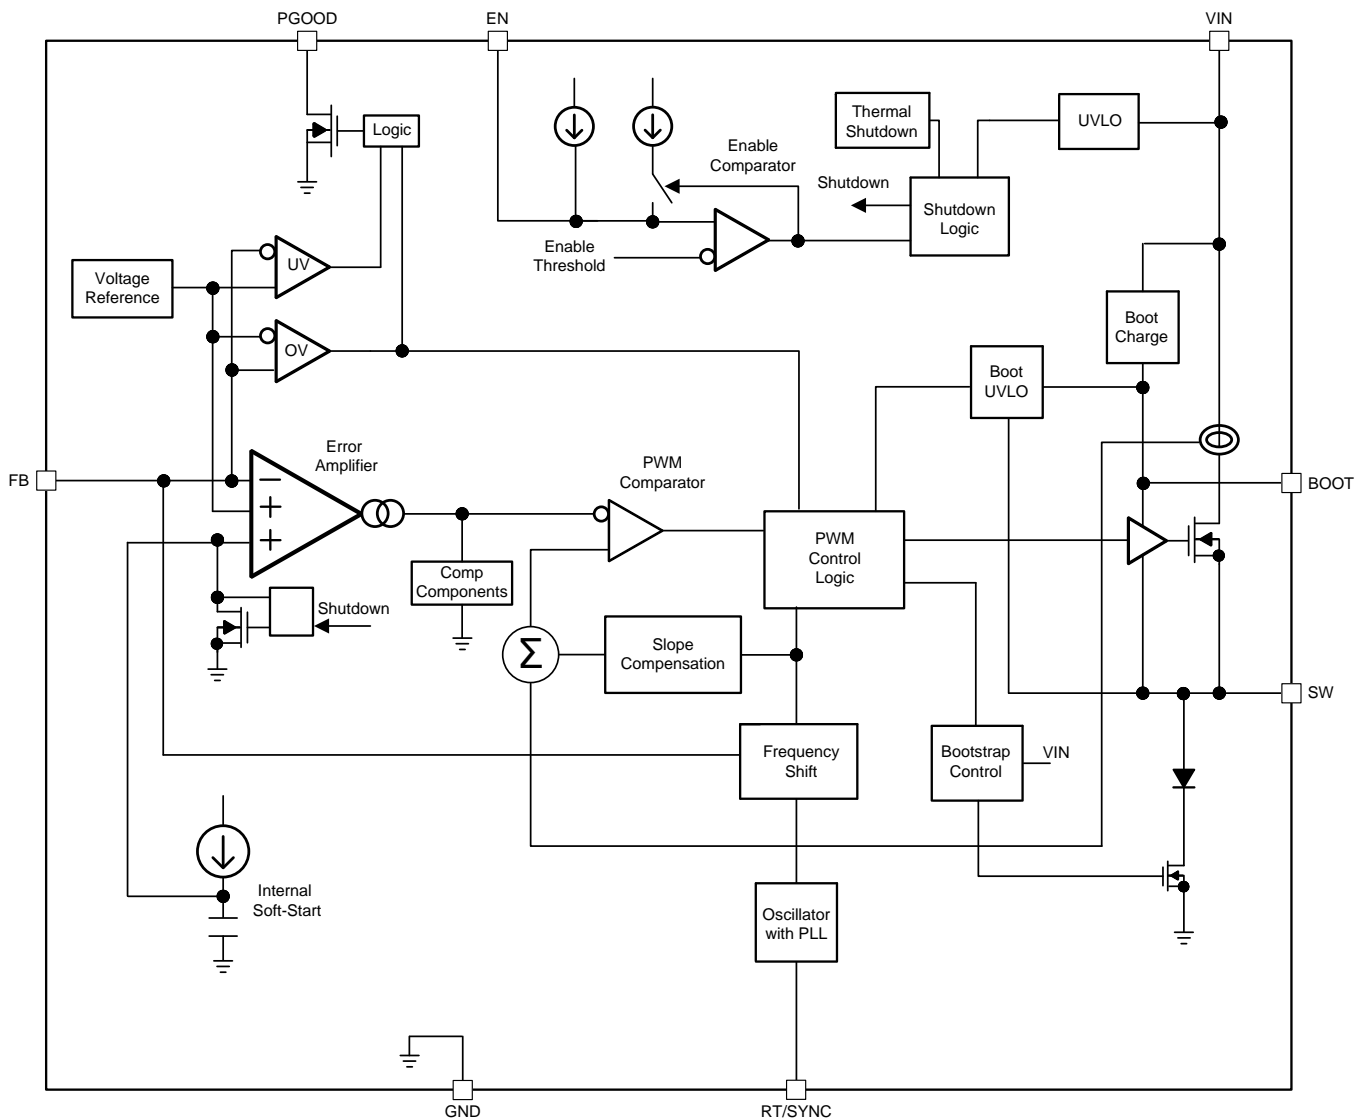 PGOOD
EN
VIN
Logic
Thermal
Shutdown
UVLO
Enable
Comparator
Shutdown
Shutdown
Logic
Enable
Threshold
Voltage
Reference
UV
OV
Boot
Charge
Boot
UVLO
Error
Amplifier
PWM
Comparator
FB
−
+
+
BOOT
PWM
Control
Logic
Comp
Components
Shutdown
Σ
Slope
Compensation
SW
Frequency
Shift
Bootstrap
Control
VIN
Internal
Soft-Start
Oscillator
with PLL
GND
RT/SYNC